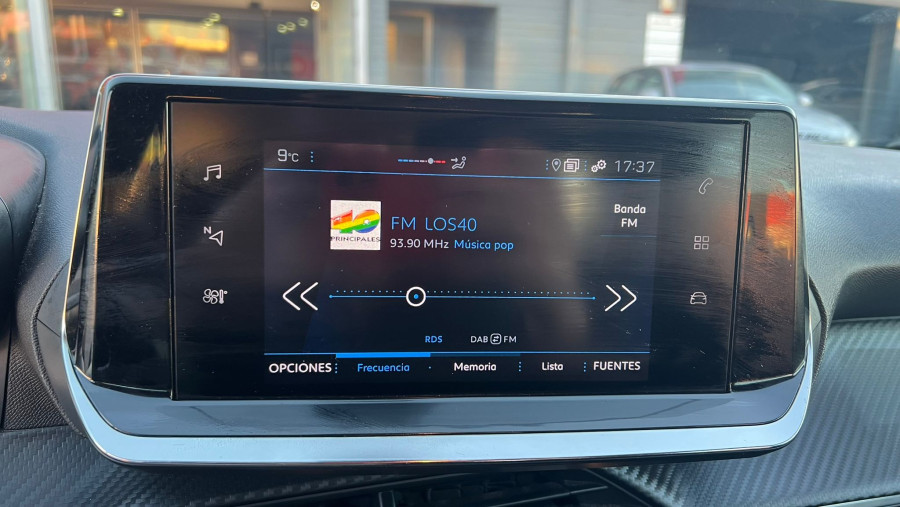 9°C
17:37
PRINCIPALES
FM LOS40
93.90 MHz Música pop
Banda
FM
N
RDS
DAB FM
OPCIONES Frecuencia Memoria Lista FUENTES